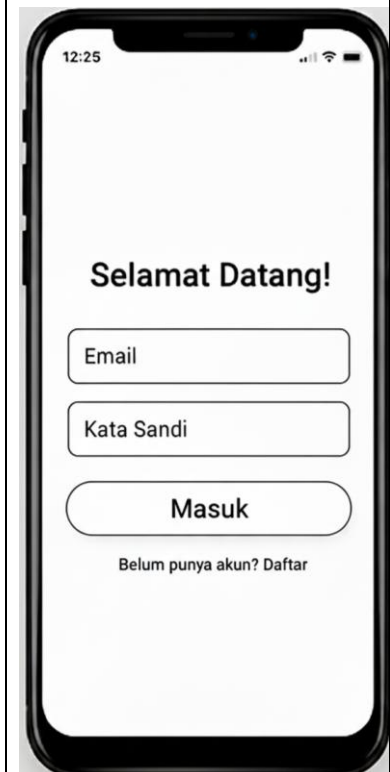 12:25
Selamat Datang!
Email
Kata Sandi
Masuk
Belum punya akun? Daftar